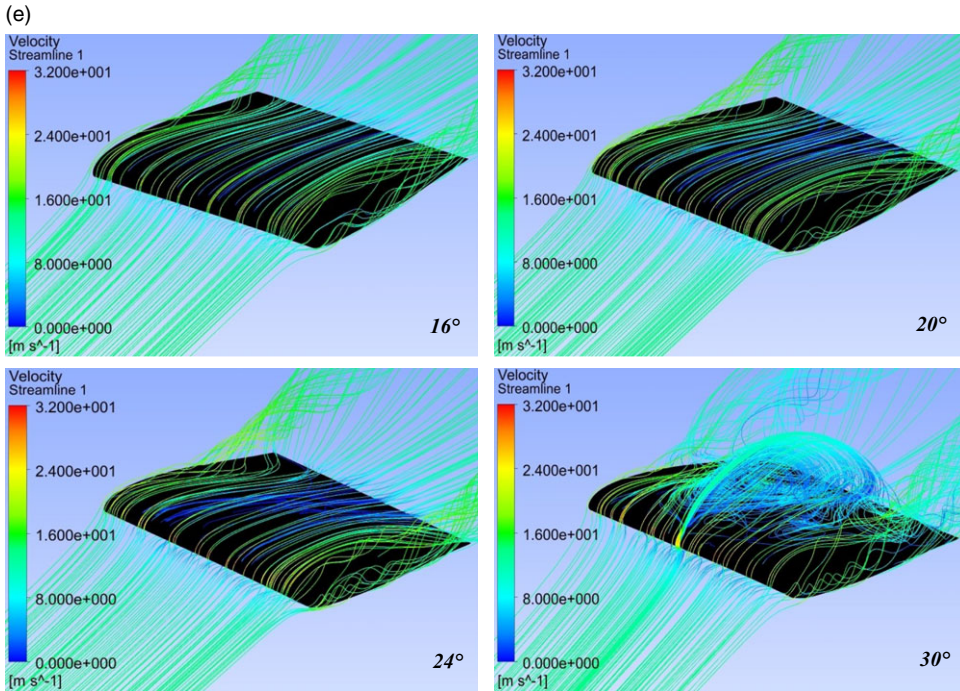 (e)
Velocity
Streamline 1
3.200e+001
2.400e+001
1.600e+001
8.000e+000
0.000e+000
[m s^-1]
16°
Velocity
Streamline 1
3.200e+001
2.400e+001
1.600e+001
8.000e+000
0.000e+000
[m s^-1]
20°
Velocity
Streamline 1
3.200e+001
2.400e+001
1.600e+001
8.000e+000
0.000e+000
[m s^-1]
24°
Velocity
Streamline 1
3.200e+001
2.400e+001
1.600e+001
8.000e+000
0.000e+000
[m s^-1]
30°